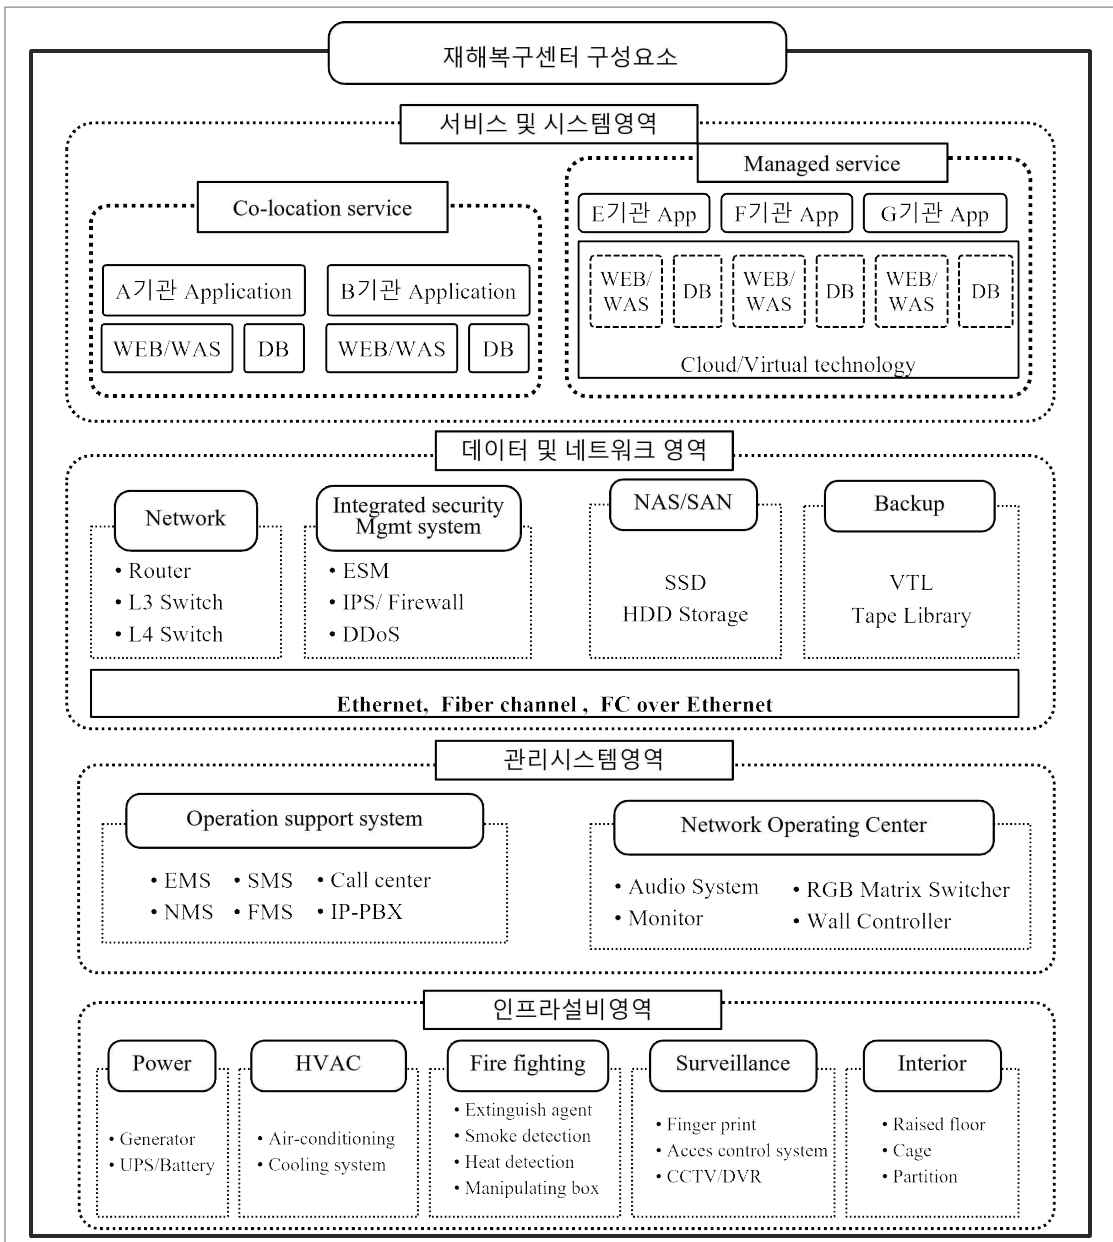 재해복구센터 구성요소
서비스 및 시스템영역
Co-location service
A기관 Application
B기관 Application
WEB/WAS
DB
WEB/WAS
DB
Managed service
E기관 App
F기관 App
G기관 App
WEB/
WAS
DB
WEB/
WAS
DB
WEB/
WAS
DB
Cloud/Virtual technology
데이터 및 네트워크 영역
Network
• Router
• L3 Switch
• L4 Switch
Integrated security
Mgmt system
• ESM
• IPS/ Firewall
• DDoS
NAS/SAN
SSD
HDD Storage
Backup
VTL
Tape Library
Ethernet, Fiber channel , FC over Ethernet
관리시스템영역
Operation support system
• EMS • SMS • Call center
• NMS • FMS • IP-PBX
Network Operating Center
• Audio System • RGB Matrix Switcher
• Monitor • Wall Controller
인프라설비영역
Power
• Generator
• UPS/Battery
HVAC
• Air-conditioning
• Cooling system
Fire fighting
• Extinguish agent
• Smoke detection
• Heat detection
• Manipulating box
Surveillance
• Finger print
• Acces control system
• CCTV/DVR
Interior
• Raised floor
• Cage
• Partition